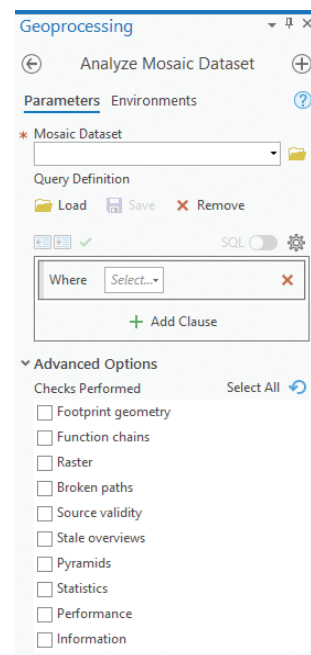 Geoprocessing
Analyze Mosaic Dataset
Parameters Environments
* Mosaic Dataset
Query Definition
Load Save Remove
SQL
Where Select...
Add Clause
Advanced Options
Checks Performed Select All
Footprint geometry
Function chains
Raster
Broken paths
Source validity
Stale overviews
Pyramids
Statistics
Performance
Information